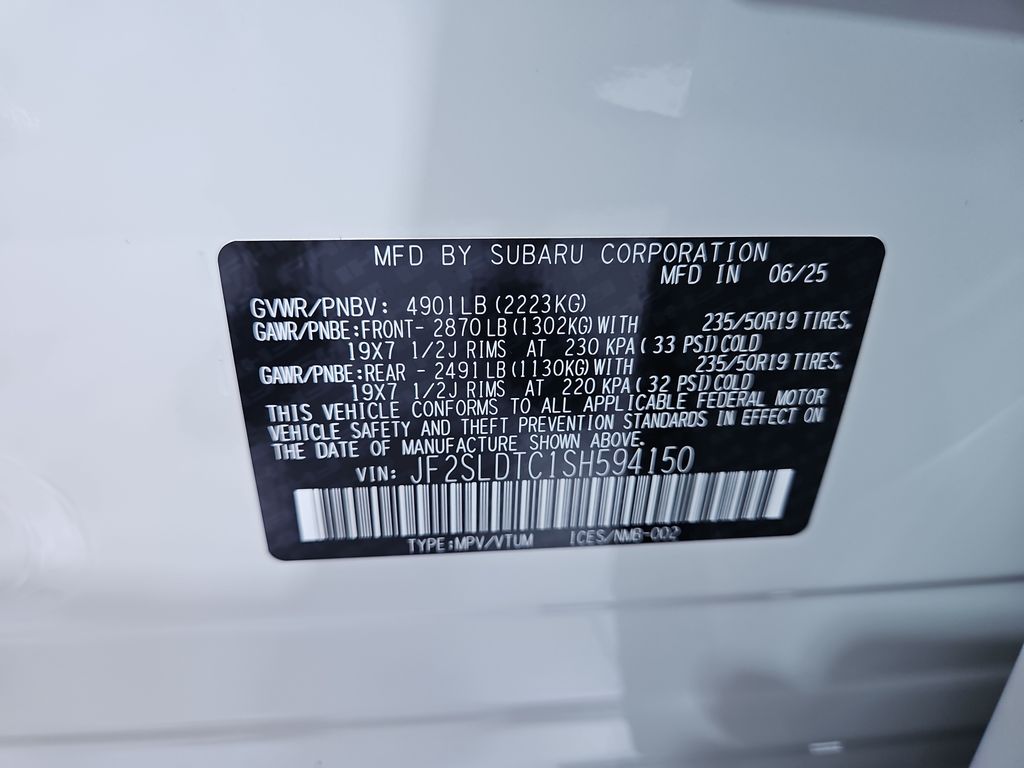 MFD BY SUBARU CORPORATION
MFD IN 06/25
GVWR/PNBV: 4901LB (2223KG)
GAWR/PNBE:FRONT- 2870 LB (1302KG) WITH 235/50R19 TIRES.
19X7 1/2J RIMS AT 230 KPA ( 33 PSI) COLD
GAWR/PNBE:REAR - 2491 LB (1130KG) WITH 235/50R19 TIRES.
19X7 1/2J RIMS AT 220 KPA ( 32 PSI) COLD
THIS VEHICLE CONFORMS TO ALL APPLICABLE FEDERAL MOTOR
VEHICLE SAFETY AND THEFT PREVENTION STANDARDS IN EFFECT ON
THE DATE OF MANUFACTURE SHOWN ABOVE.
VIN: JF2SLDTC1SH594150
TYPE:MPV/VTUM ICES/NMB-002